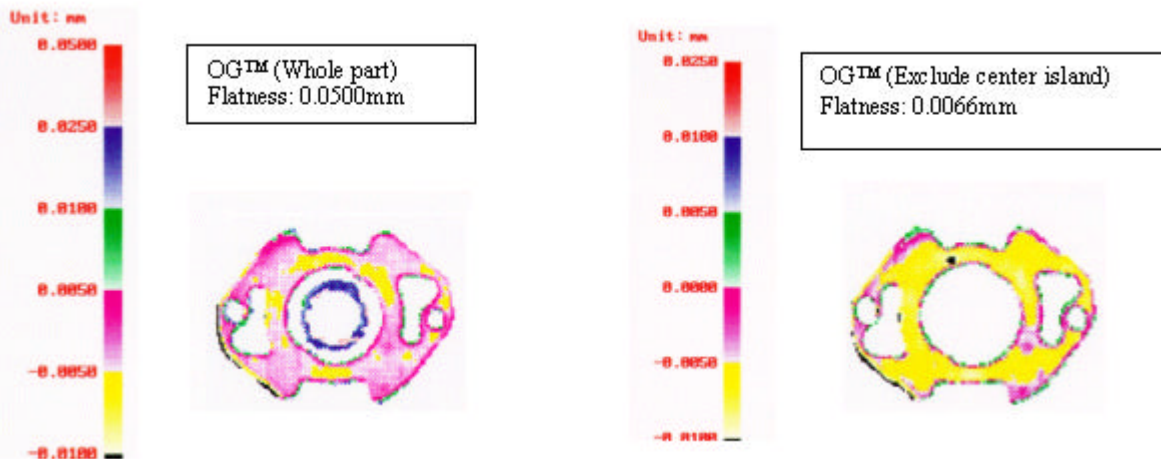 Unit: mm
0.0500
0.0250
0.0100
0.0050
-0.0050
-0.0100
OG™ (Whole part)
Flatness: 0.0500mm
Unit: mm
0.0250
0.0100
0.0050
0.0000
-0.0050
-0.0100
OG™ (Exclude center island)
Flatness: 0.0066mm